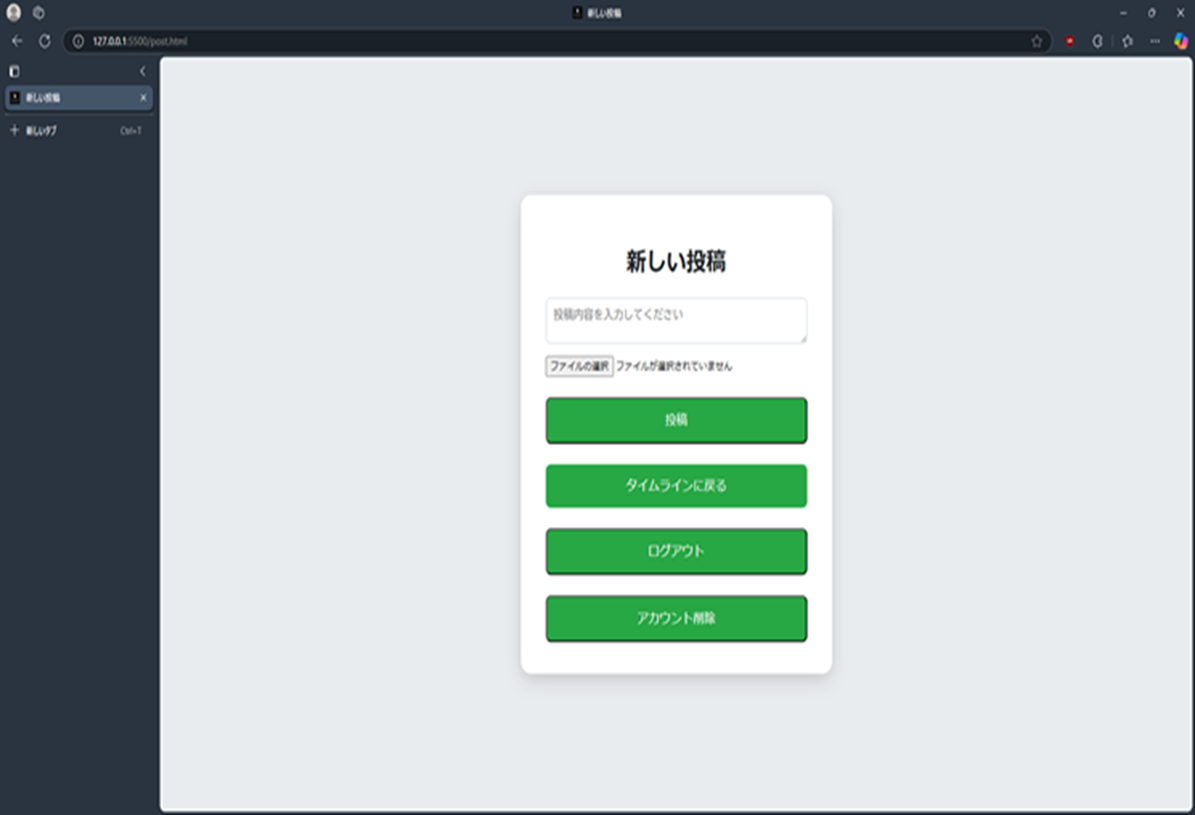 新しい投稿
127.0.0.1:5500/post.html
新しい投稿
新しいタブ Ctrl+T
新しい投稿
投稿内容を入力してください
ファイルの選択 ファイルが選択されていません
投稿
タイムラインに戻る
ログアウト
アカウント削除